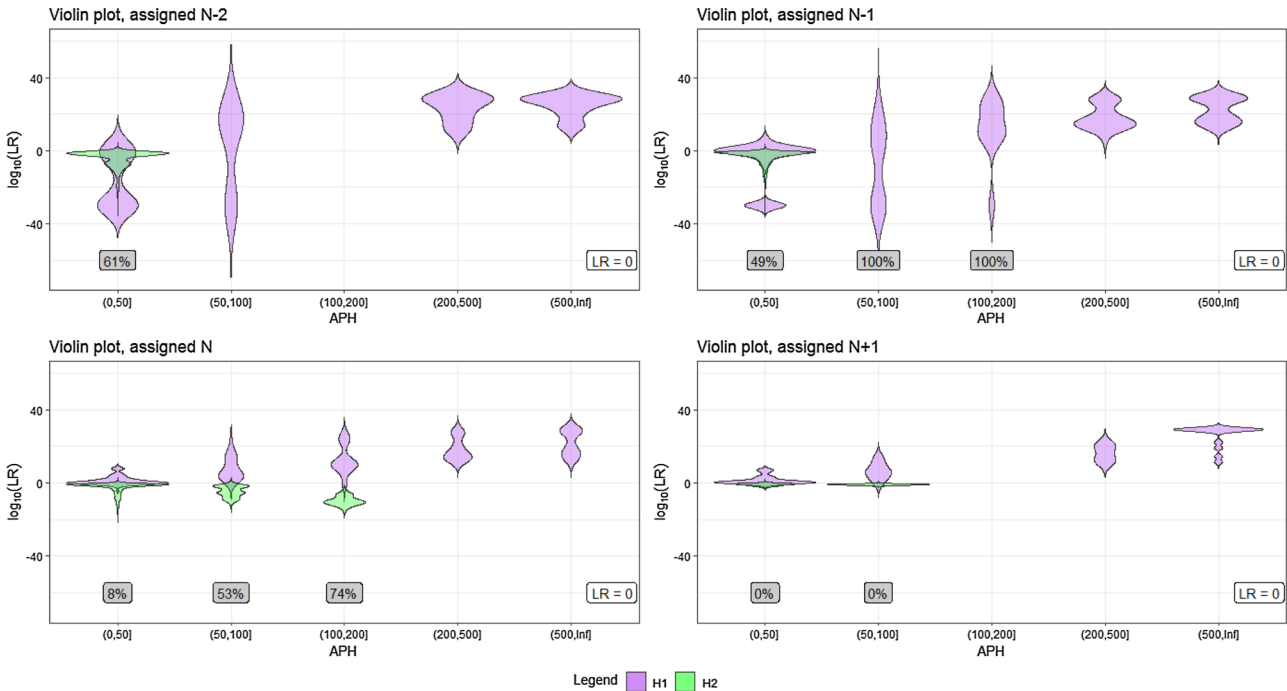 Violin plot, assigned N-2
log₁₀(LR)
40
0
-40
61%
LR = 0
(0,50]
(50,100]
(100,200]
(200,500]
(500,Inf]
APH
Violin plot, assigned N-1
log₁₀(LR)
40
0
-40
49%
100%
100%
LR = 0
(0,50]
(50,100]
(100,200]
(200,500]
(500,Inf]
APH
Violin plot, assigned N
log₁₀(LR)
40
0
-40
8%
53%
74%
LR = 0
(0,50]
(50,100]
(100,200]
(200,500]
(500,Inf]
APH
Violin plot, assigned N+1
log₁₀(LR)
40
0
-40
0%
0%
LR = 0
(0,50]
(50,100]
(100,200]
(200,500]
(500,Inf]
APH
Legend H1 H2